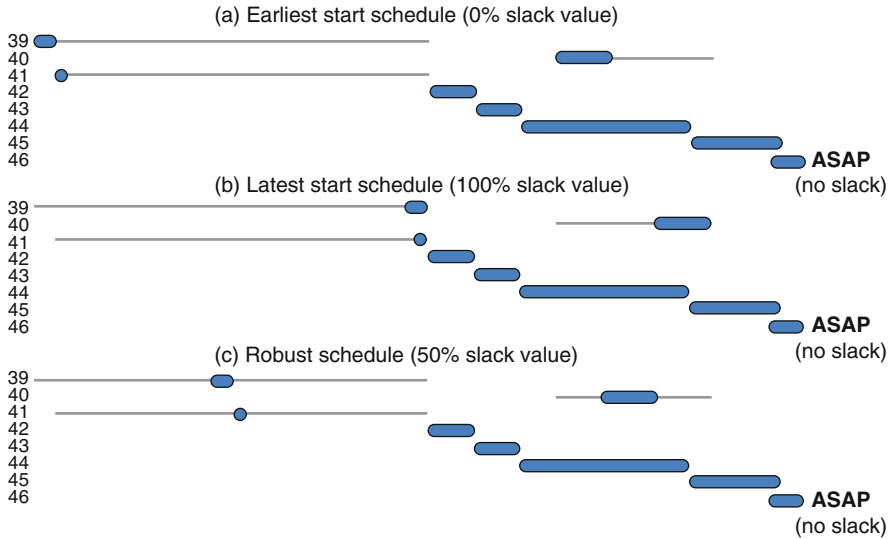 (a) Earliest start schedule (0% slack value)
39
40
41
42
43
44
45
46
ASAP
(no slack)
(b) Latest start schedule (100% slack value)
39
40
41
42
43
44
45
46
ASAP
(no slack)
(c) Robust schedule (50% slack value)
39
40
41
42
43
44
45
46
ASAP
(no slack)